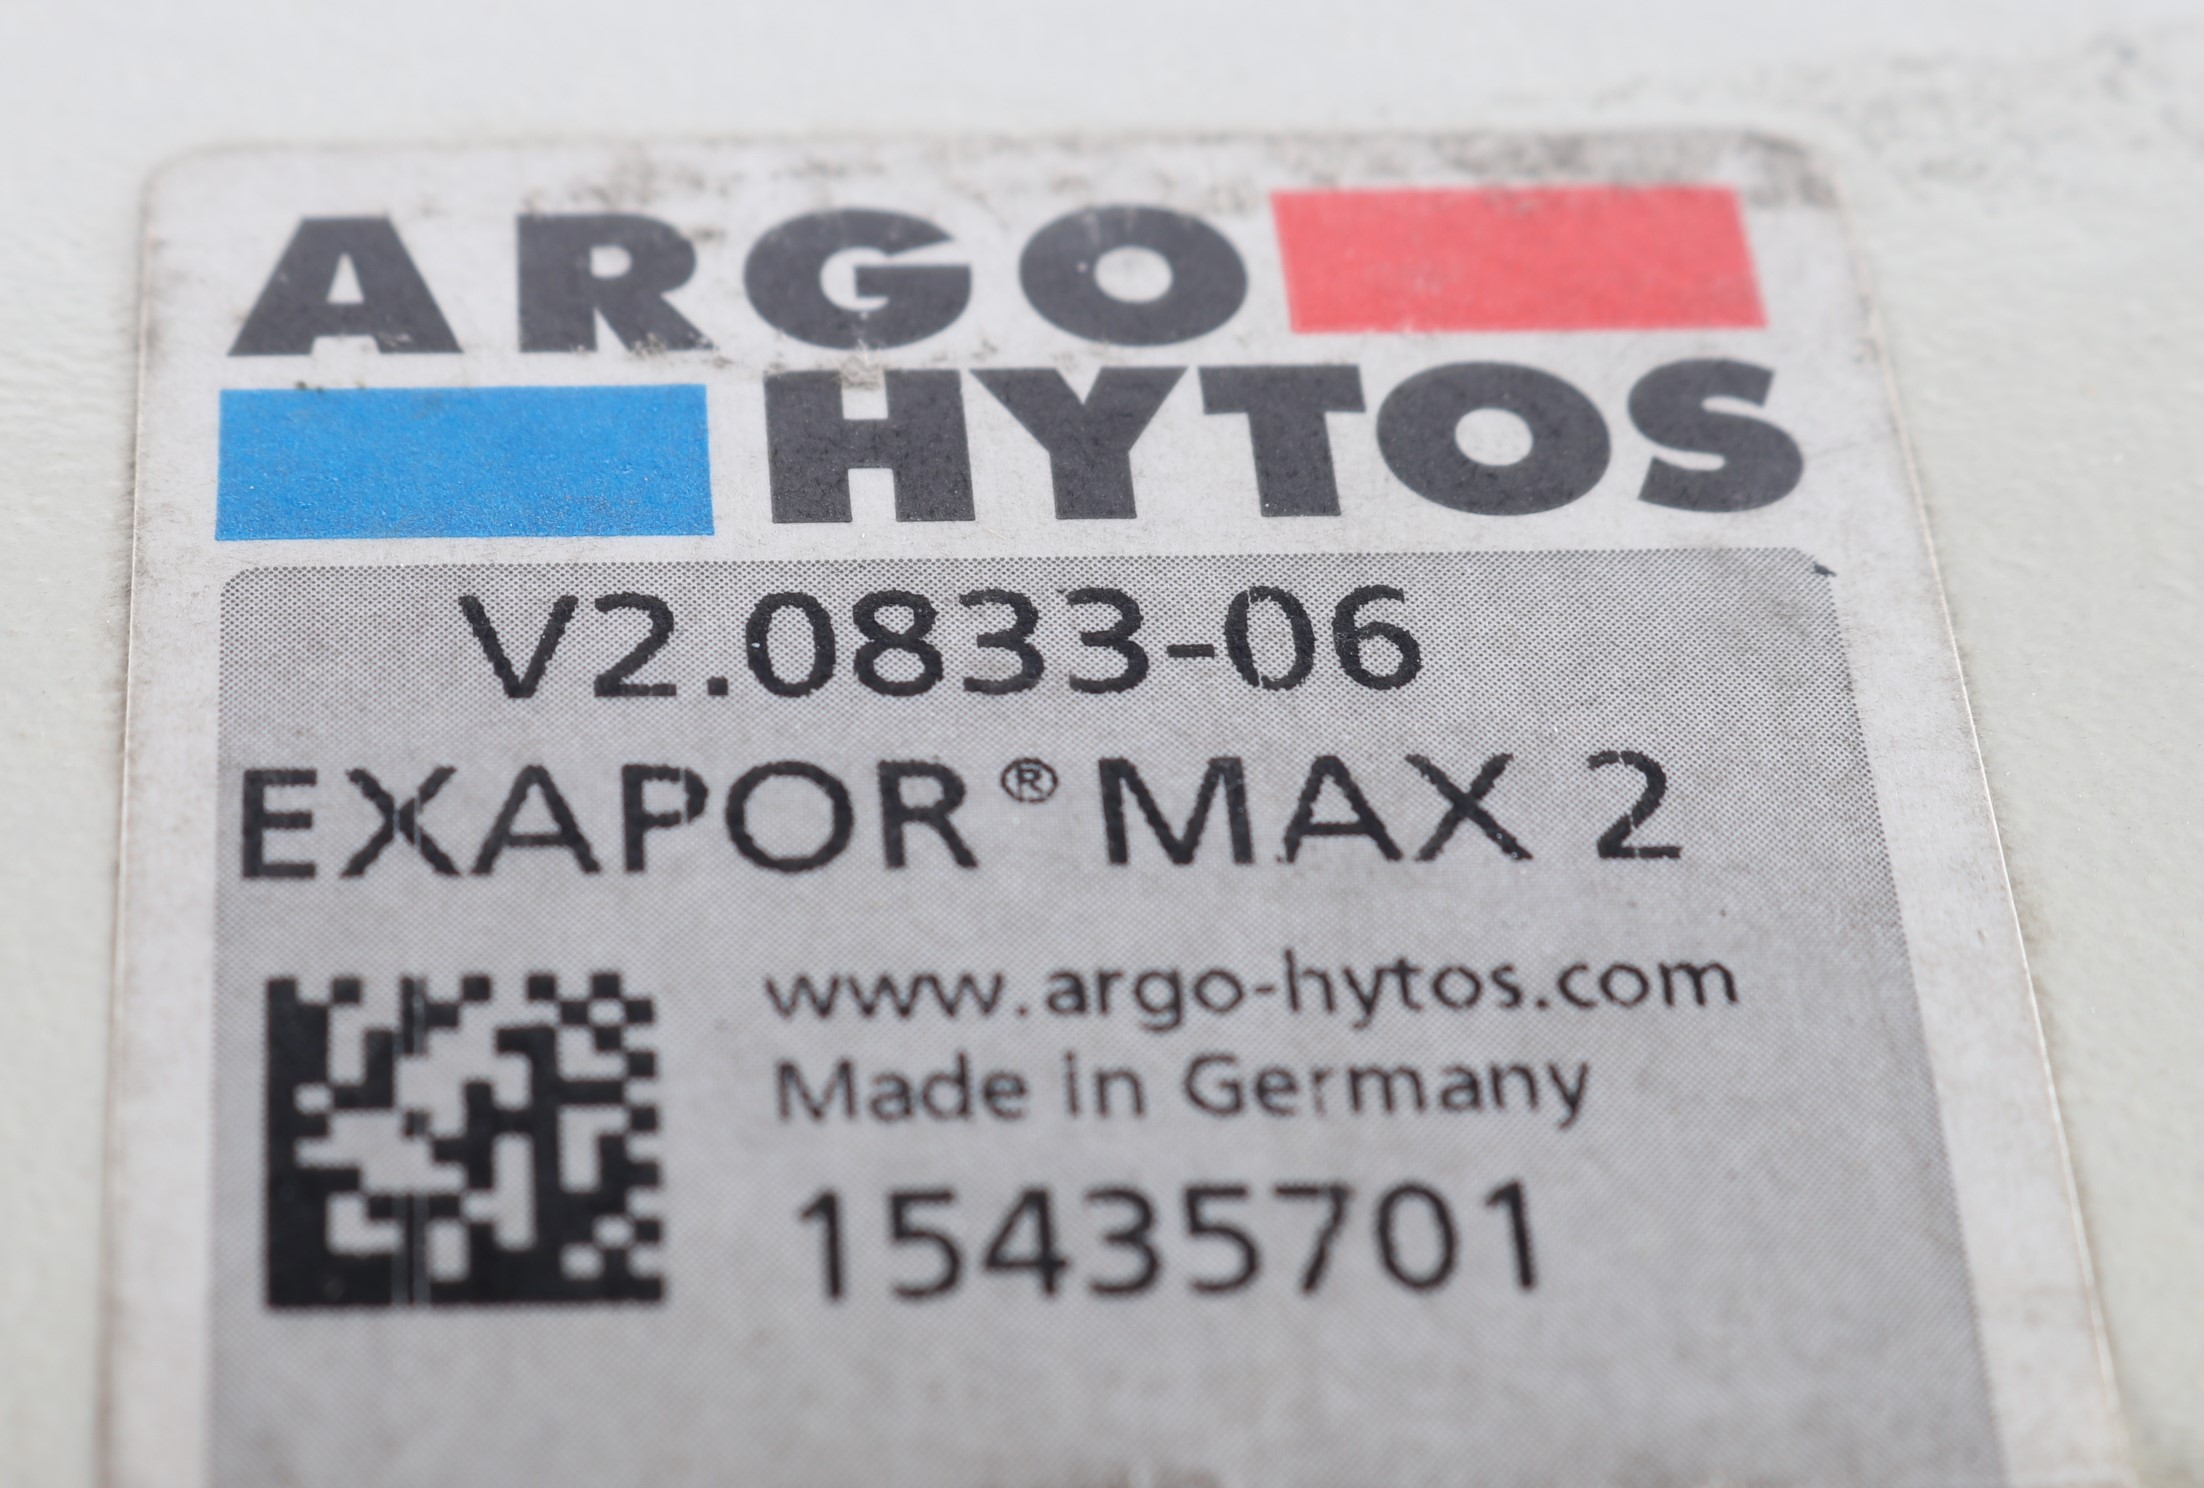 ARGO
HYTOS
V2.0833-06
EXAPOR® MAX 2
www.argo-hytos.com
Made in Germany
15435701